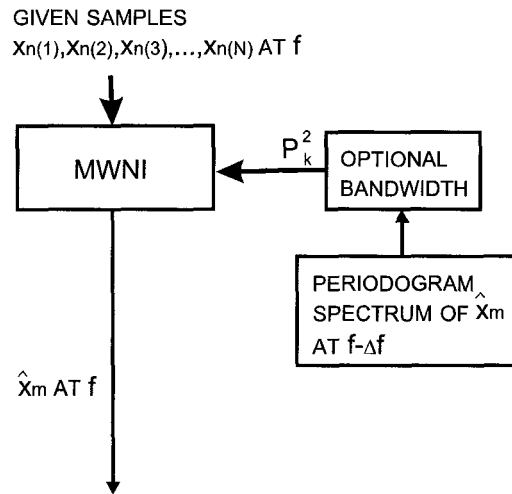 GIVEN SAMPLES
xn(1),xn(2),xn(3),...,xn(N) AT f
MWNI
P²k
OPTIONAL
BANDWIDTH
PERIODOGRAM
SPECTRUM OF x̂m
AT f-Δf
x̂m AT f